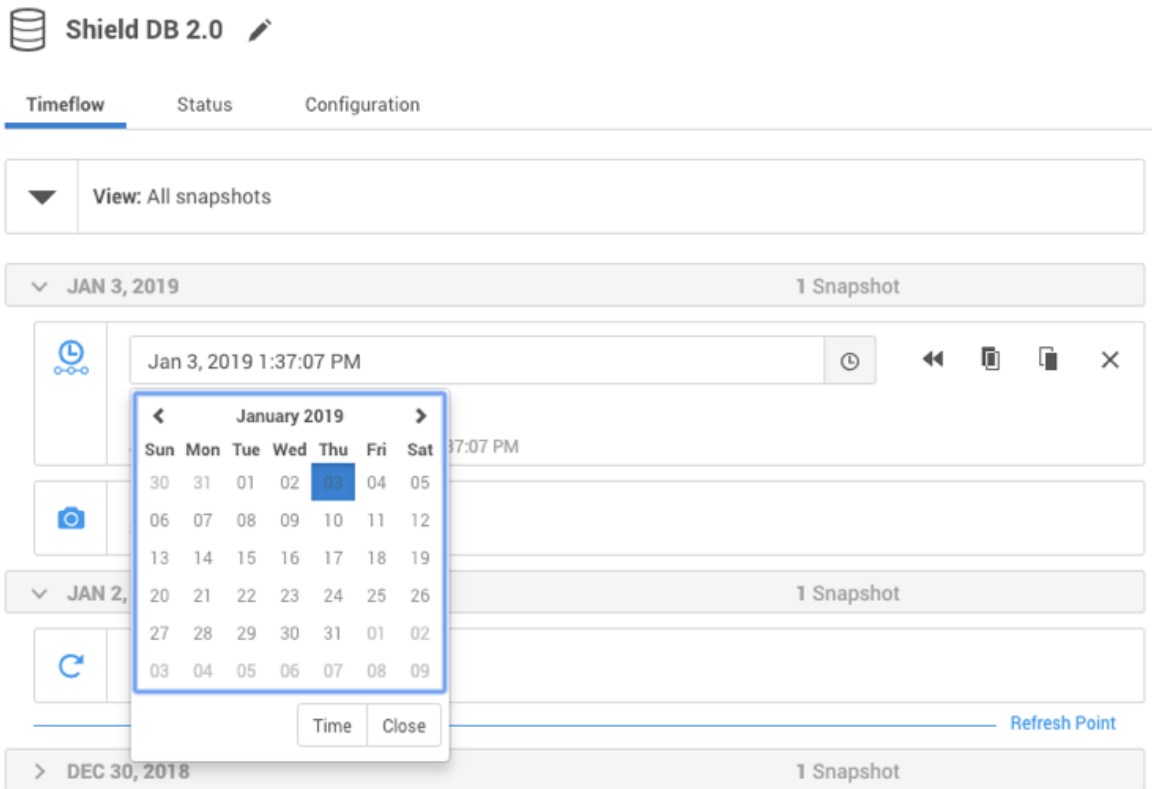 Shield DB 2.0
Timeflow Status Configuration
View: All snapshots
JAN 3, 2019 1 Snapshot
Jan 3, 2019 1:37:07 PM
January 2019
Sun Mon Tue Wed Thu Fri Sat
37:07 PM
30 31 01 02 03 04 05
06 07 08 09 10 11 12
13 14 15 16 17 18 19
20 21 22 23 24 25 26
JAN 2, 1 Snapshot
27 28 29 30 31 01 02
03 04 05 06 07 08 09
Time Close
Refresh Point
DEC 30, 2018 1 Snapshot